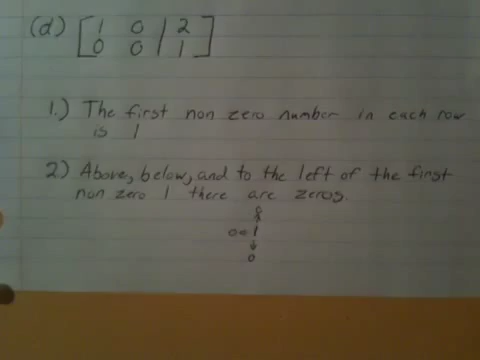 (d) [ 1 0 | 2 ]
[ 0 0 | 1 ]
1.) The first non zero number in each row
is 1
2.) Above, below, and to the left of the first
non zero 1 there are zeros.
0
0 ← 1
↓
0